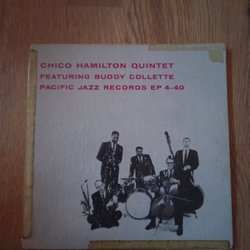 CHICO HAMILTON QUINTET
FEATURING BUDDY COLLETTE
PACIFIC JAZZ RECORDS EP 4-40